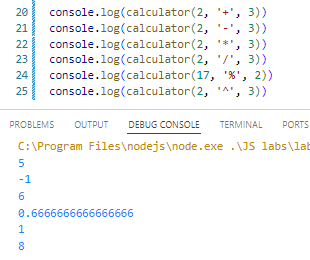 20 console.log(calculator(2, '+', 3))
21 console.log(calculator(2, '-', 3))
22 console.log(calculator(2, '*', 3))
23 console.log(calculator(2, '/', 3))
24 console.log(calculator(17, '%', 2))
25 console.log(calculator(2, '^', 3))
PROBLEMS OUTPUT DEBUG CONSOLE TERMINAL PORTS
C:\Program Files\nodejs\node.exe .\JS labs\lab
5
-1
6
0.6666666666666666
1
8